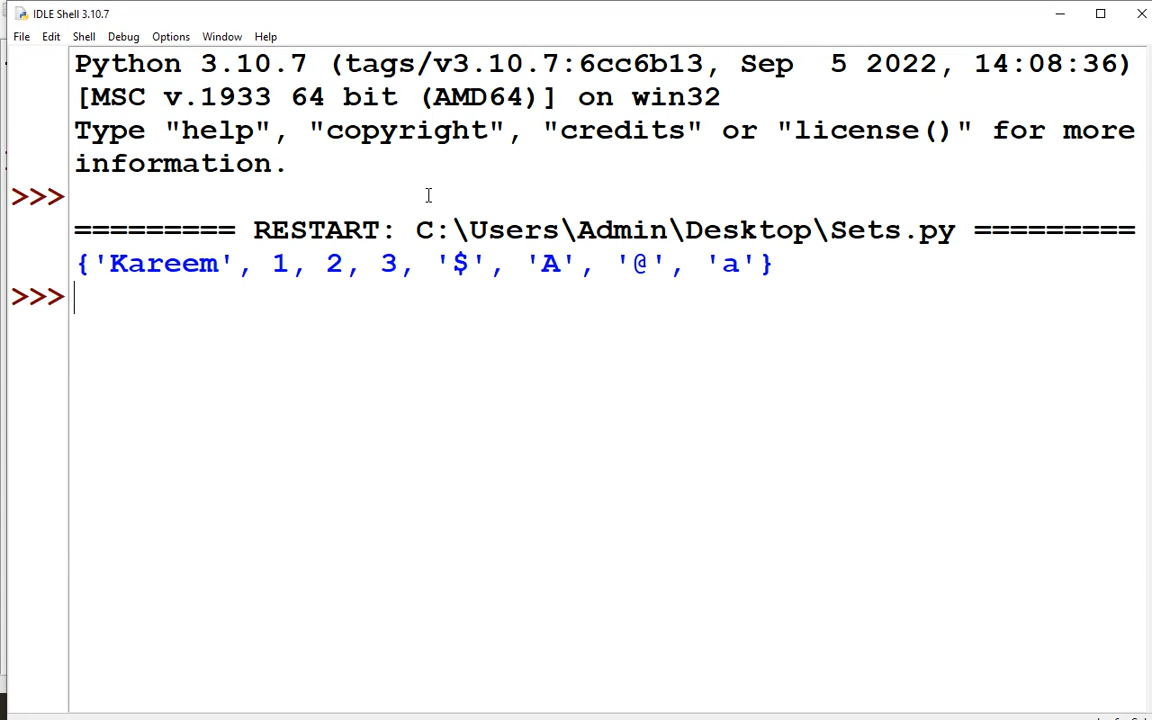 IDLE Shell 3.10.7
File Edit Shell Debug Options Window Help
Python 3.10.7 (tags/v3.10.7:6cc6b13, Sep  5 2022, 14:08:36)
[MSC v.1933 64 bit (AMD64)] on win32
Type "help", "copyright", "credits" or "license()" for more
information.
>>>
========= RESTART: C:\Users\Admin\Desktop\Sets.py =========
{'Kareem', 1, 2, 3, '$', 'A', '@', 'a'}
>>>